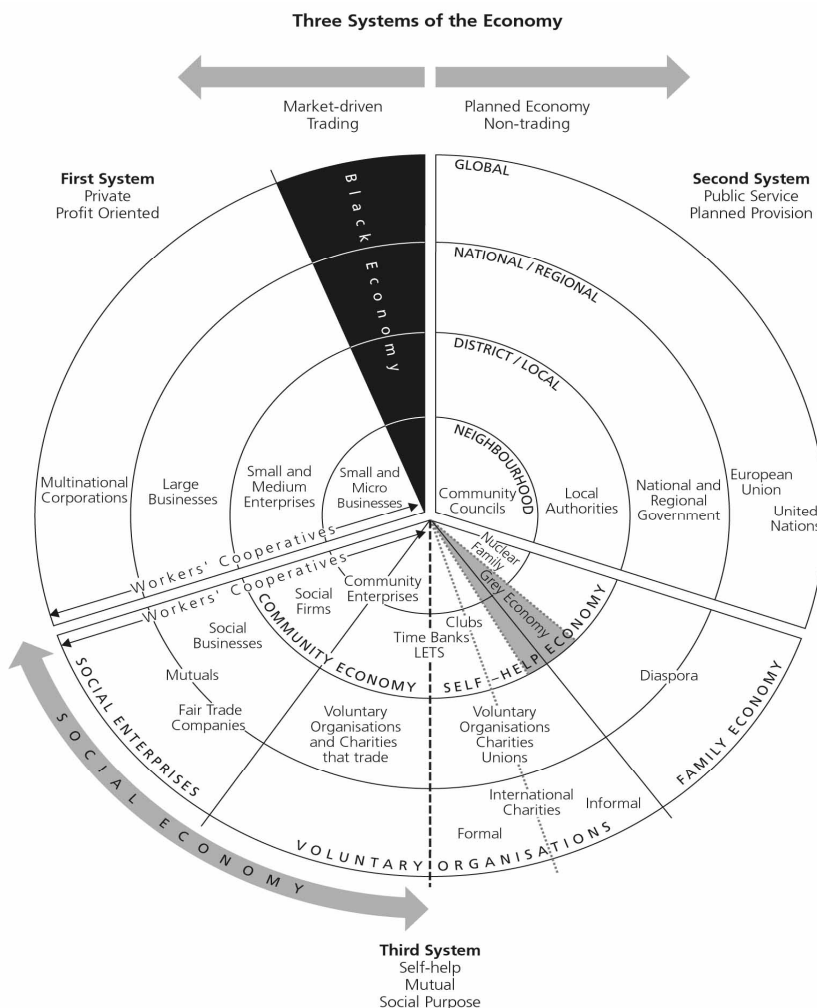 Three Systems of the Economy
Market-driven
Trading
Planned Economy
Non-trading
First System
Private
Profit Oriented
Second System
Public Service
Planned Provision
Black Economy
GLOBAL
NATIONAL / REGIONAL
DISTRICT / LOCAL
NEIGHBOURHOOD
Multinational
Corporations
Large
Businesses
Small and
Medium
Enterprises
Small and
Micro
Businesses
Community
Councils
Local
Authorities
National and
Regional
Government
European
Union
United
Nations
Workers' Cooperatives
Workers' Cooperatives
Nuclear
Family
Grey Economy
Community
Enterprises
Social
Firms
Social
Businesses
Mutuals
Fair Trade
Companies
Clubs
Time Banks
LETS
COMMUNITY ECONOMY
SELF-HELP ECONOMY
Diaspora
Voluntary
Organisations
and Charities
that trade
Voluntary
Organisations
Charities
Unions
International
Charities
Informal
Formal
SOCIAL ENTERPRISES
VOLUNTARY ORGANISATIONS
FAMILY ECONOMY
SOCIAL ECONOMY
Third System
Self-help
Mutual
Social Purpose